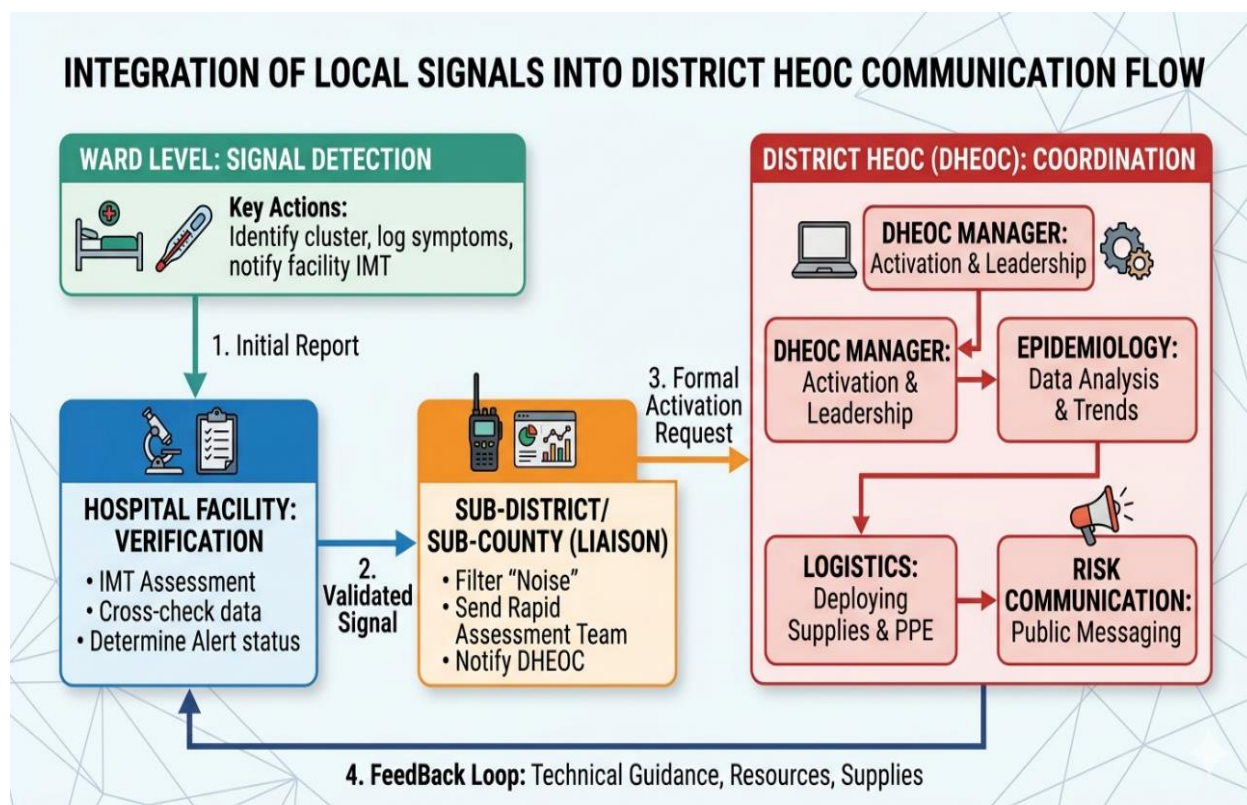 INTEGRATION OF LOCAL SIGNALS INTO DISTRICT HEOC COMMUNICATION FLOW
WARD LEVEL: SIGNAL DETECTION
Key Actions:
Identify cluster, log symptoms,
notify facility IMT
1. Initial Report
HOSPITAL FACILITY:
VERIFICATION
• IMT Assessment
• Cross-check data
• Determine Alert status
2.
Validated
Signal
SUB-DISTRICT/
SUB-COUNTY (LIAISON)
• Filter “Noise”
• Send Rapid
Assessment Team
• Notify DHEOC
3. Formal
Activation
Request
DISTRICT HEOC (DHEOC): COORDINATION
DHEOC MANAGER:
Activation & Leadership
DHEOC MANAGER:
Activation &
Leadership
EPIDEMIOLOGY:
Data Analysis
& Trends
LOGISTICS:
Deploying
Supplies & PPE
RISK
COMMUNICATION:
Public Messaging
4. FeedBack Loop: Technical Guidance, Resources, Supplies